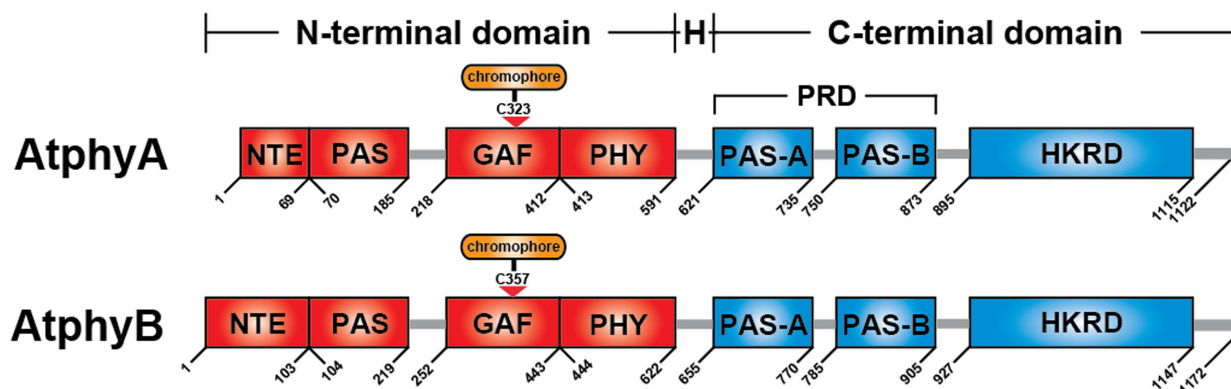 N-terminal domain H C-terminal domain
chromophore
C323
PRD
AtphyA
NTE PAS GAF PHY PAS-A PAS-B HKRD
1 69 70 185 218 412 413 591 621 735 750 873 895 1115 1122
chromophore
C357
AtphyB
NTE PAS GAF PHY PAS-A PAS-B HKRD
1 103 104 219 252 443 444 622 655 770 785 905 927 1147 1172